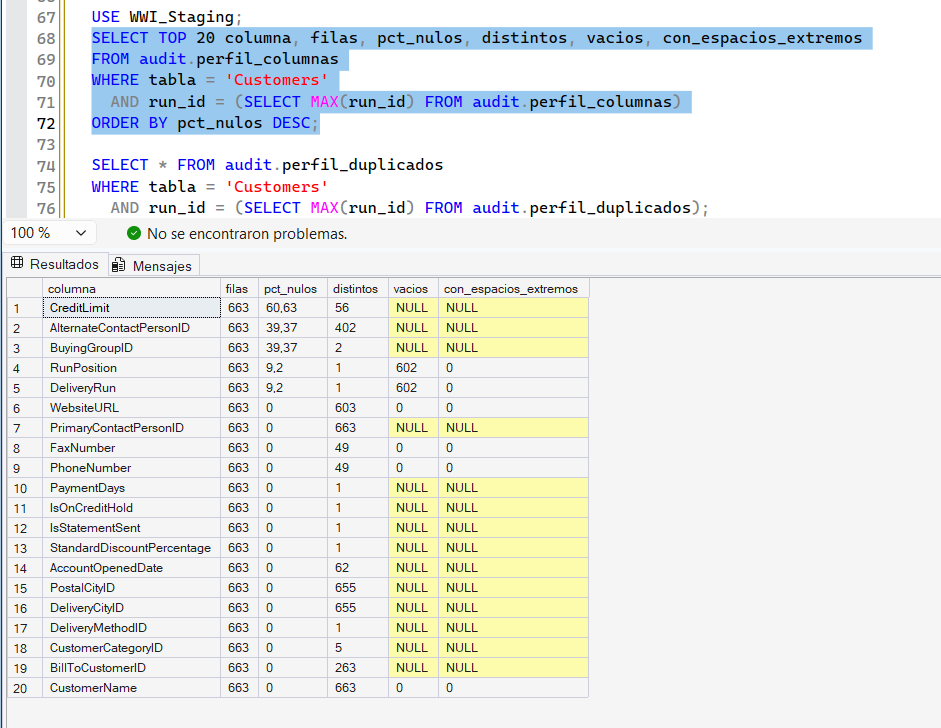 67 USE WWI_Staging;
68 SELECT TOP 20 columna, filas, pct_nulos, distintos, vacios, con_espacios_extremos
69 FROM audit.perfil_columnas
70 WHERE tabla = 'Customers'
71 AND run_id = (SELECT MAX(run_id) FROM audit.perfil_columnas)
72 ORDER BY pct_nulos DESC;
73
74 SELECT * FROM audit.perfil_duplicados
75 WHERE tabla = 'Customers'
76 AND run_id = (SELECT MAX(run_id) FROM audit.perfil_duplicados);
100 % No se encontraron problemas.
Resultados Mensajes
columna filas pct_nulos distintos vacios con_espacios_extremos
1 CreditLimit 663 60,63 56 NULL NULL
2 AlternateContactPersonID 663 39,37 402 NULL NULL
3 BuyingGroupID 663 39,37 2 NULL NULL
4 RunPosition 663 9,2 1 602 0
5 DeliveryRun 663 9,2 1 602 0
6 WebsiteURL 663 0 603 0 0
7 PrimaryContactPersonID 663 0 663 NULL NULL
8 FaxNumber 663 0 49 0 0
9 PhoneNumber 663 0 49 0 0
10 PaymentDays 663 0 1 NULL NULL
11 IsOnCreditHold 663 0 1 NULL NULL
12 IsStatementSent 663 0 1 NULL NULL
13 StandardDiscountPercentage 663 0 1 NULL NULL
14 AccountOpenedDate 663 0 62 NULL NULL
15 PostalCityID 663 0 655 NULL NULL
16 DeliveryCityID 663 0 655 NULL NULL
17 DeliveryMethodID 663 0 1 NULL NULL
18 CustomerCategoryID 663 0 5 NULL NULL
19 BillToCustomerID 663 0 263 NULL NULL
20 CustomerName 663 0 663 0 0